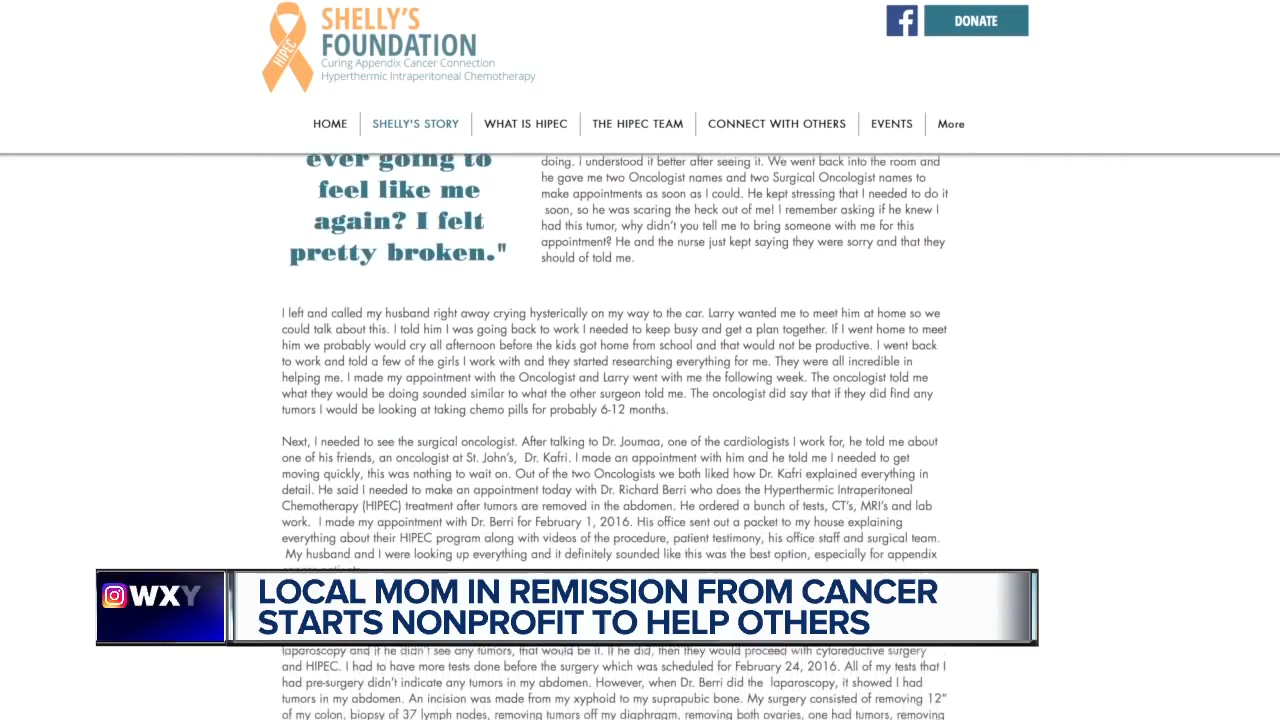 SHELLY'S
FOUNDATION
Curing Appendix Cancer Connection
Hyperthermic Intraperitoneal Chemotherapy
HIPEC
f
DONATE
HOME
SHELLY'S STORY
WHAT IS HIPEC
THE HIPEC TEAM
CONNECT WITH OTHERS
EVENTS
More
ever going to
feel like me
again? I felt
pretty broken."
doing. I understood it better after seeing it. We went back into the room and
he gave me two Oncologist names and two Surgical Oncologist names to
make appointments as soon as I could. He kept stressing that I needed to do it
soon, so he was scaring the heck out of me! I remember asking if he knew I
had this tumor, why didn't you tell me to bring someone with me for this
appointment? He and the nurse just kept saying they were sorry and that they
should of told me.
I left and called my husband right away crying hysterically on my way to the car. Larry wanted me to meet him at home so we
could talk about this. I told him I was going back to work I needed to keep busy and get a plan together. If I went home to meet
him we probably would cry all afternoon before the kids got home from school and that would not be productive. I went back
to work and told a few of the girls I work with and they started researching everything for me. They were all incredible in
helping me. I made my appointment with the Oncologist and Larry went with me the following week. The oncologist told me
what they would be doing sounded similar to what the other surgeon told me. The oncologist did say that if they did find any
tumors I would be looking at taking chemo pills for probably 6-12 months.
Next, I needed to see the surgical oncologist. After talking to Dr. Joumaa, one of the cardiologists I work for, he told me about
one of his friends, an oncologist at St. John's, Dr. Kafri. I made an appointment with him and he told me I needed to get
moving quickly, this was nothing to wait on. Out of the two Oncologists we both liked how Dr. Kafri explained everything in
detail. He said I needed to make an appointment today with Dr. Richard Berri who does the Hyperthermic Intraperitoneal
Chemotherapy (HIPEC) treatment after tumors are removed in the abdomen. He ordered a bunch of tests, CT's, MRI's and lab
work. I made my appointment with Dr. Berri for February 1, 2016. His office sent out a packet to my house explaining
everything about their HIPEC program along with videos of the procedure, patient testimony, his office staff and surgical team.
My husband and I were looking up everything and it definitely sounded like this was the best option, especially for appendix
WXY
LOCAL MOM IN REMISSION FROM CANCER
STARTS NONPROFIT TO HELP OTHERS
laparoscopy and if he didn't see any tumors, that would be it. If he did, then they would proceed with cytoreductive surgery
and HIPEC. I had to have more tests done before the surgery which was scheduled for February 24, 2016. All of my tests that I
had pre-surgery didn't indicate any tumors in my abdomen. However, when Dr. Berri did the laparoscopy, it showed I had
tumors in my abdomen. An incision was made from my xyphoid to my suprapubic bone. My surgery consisted of removing 12"
of my colon, biopsy of 37 lymph nodes, removing tumors off my diaphragm, removing both ovaries, one had tumors, removing